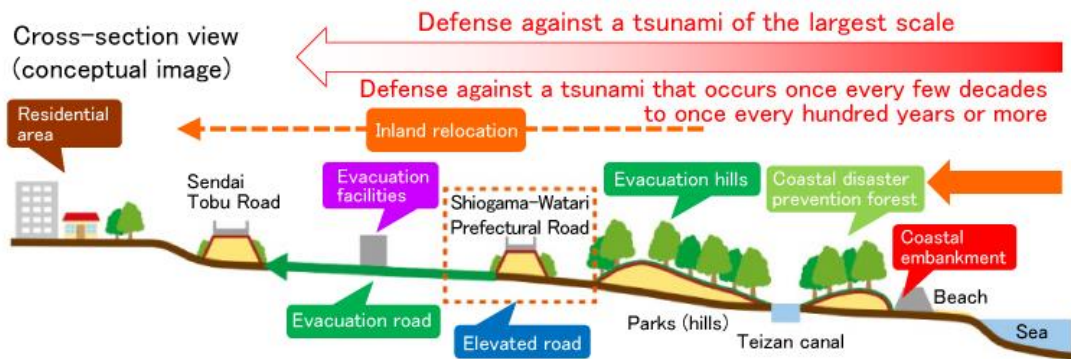 Defense against a tsunami of the largest scale
Cross-section view
(conceptual image)
Defense against a tsunami that occurs once every few decades
to once every hundred years or more
Residential
area
Inland relocation
Sendai
Tobu Road
Evacuation
facilities
Shiogama-Watari
Prefectural Road
Evacuation hills
Coastal disaster
prevention forest
Coastal
embankment
Beach
Sea
Evacuation road
Elevated road
Parks (hills)
Teizan canal